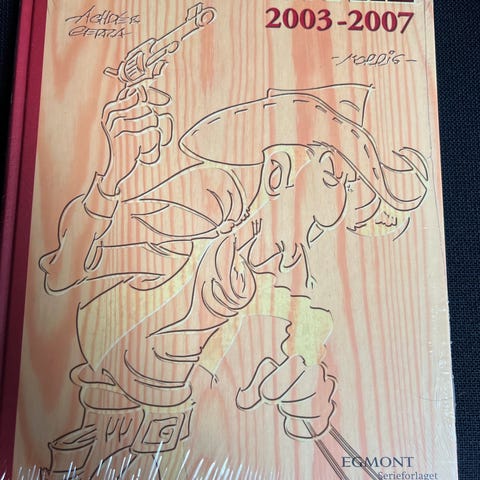 2003-2007
ACHDÉ&
GERRA
-MORRIS-
EGMONT
Serieforlaget